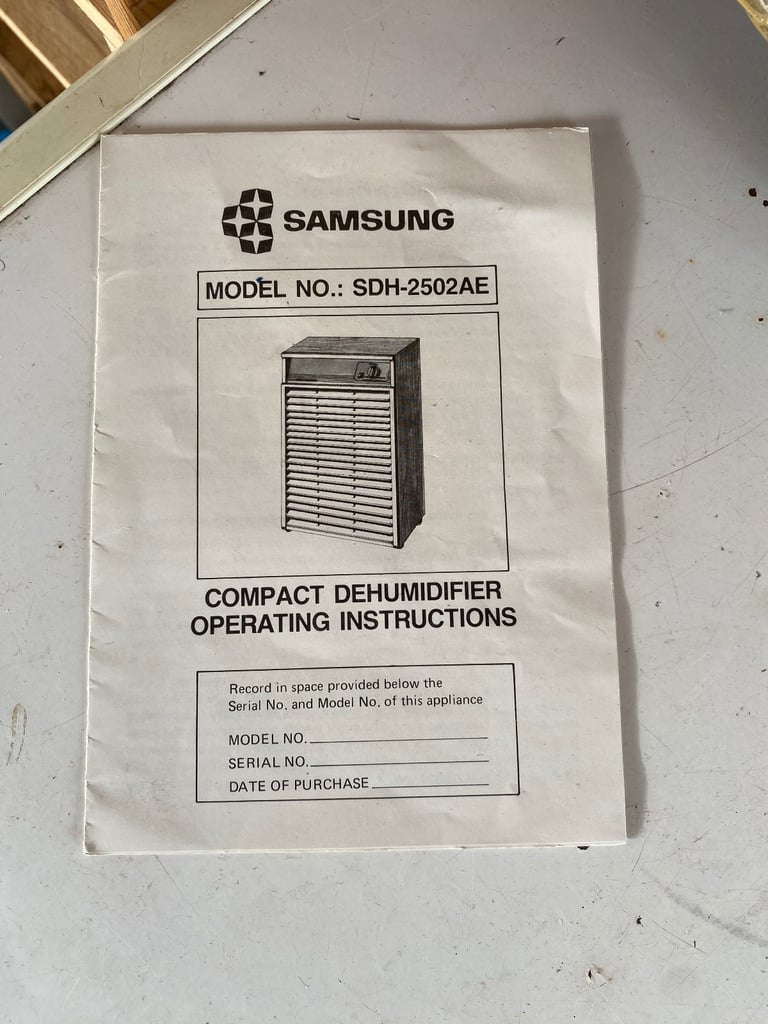 SAMSUNG
MODEL NO.: SDH-2502AE
COMPACT DEHUMIDIFIER
OPERATING INSTRUCTIONS
Record in space provided below the
Serial No. and Model No. of this appliance
MODEL NO.
SERIAL NO.
DATE OF PURCHASE